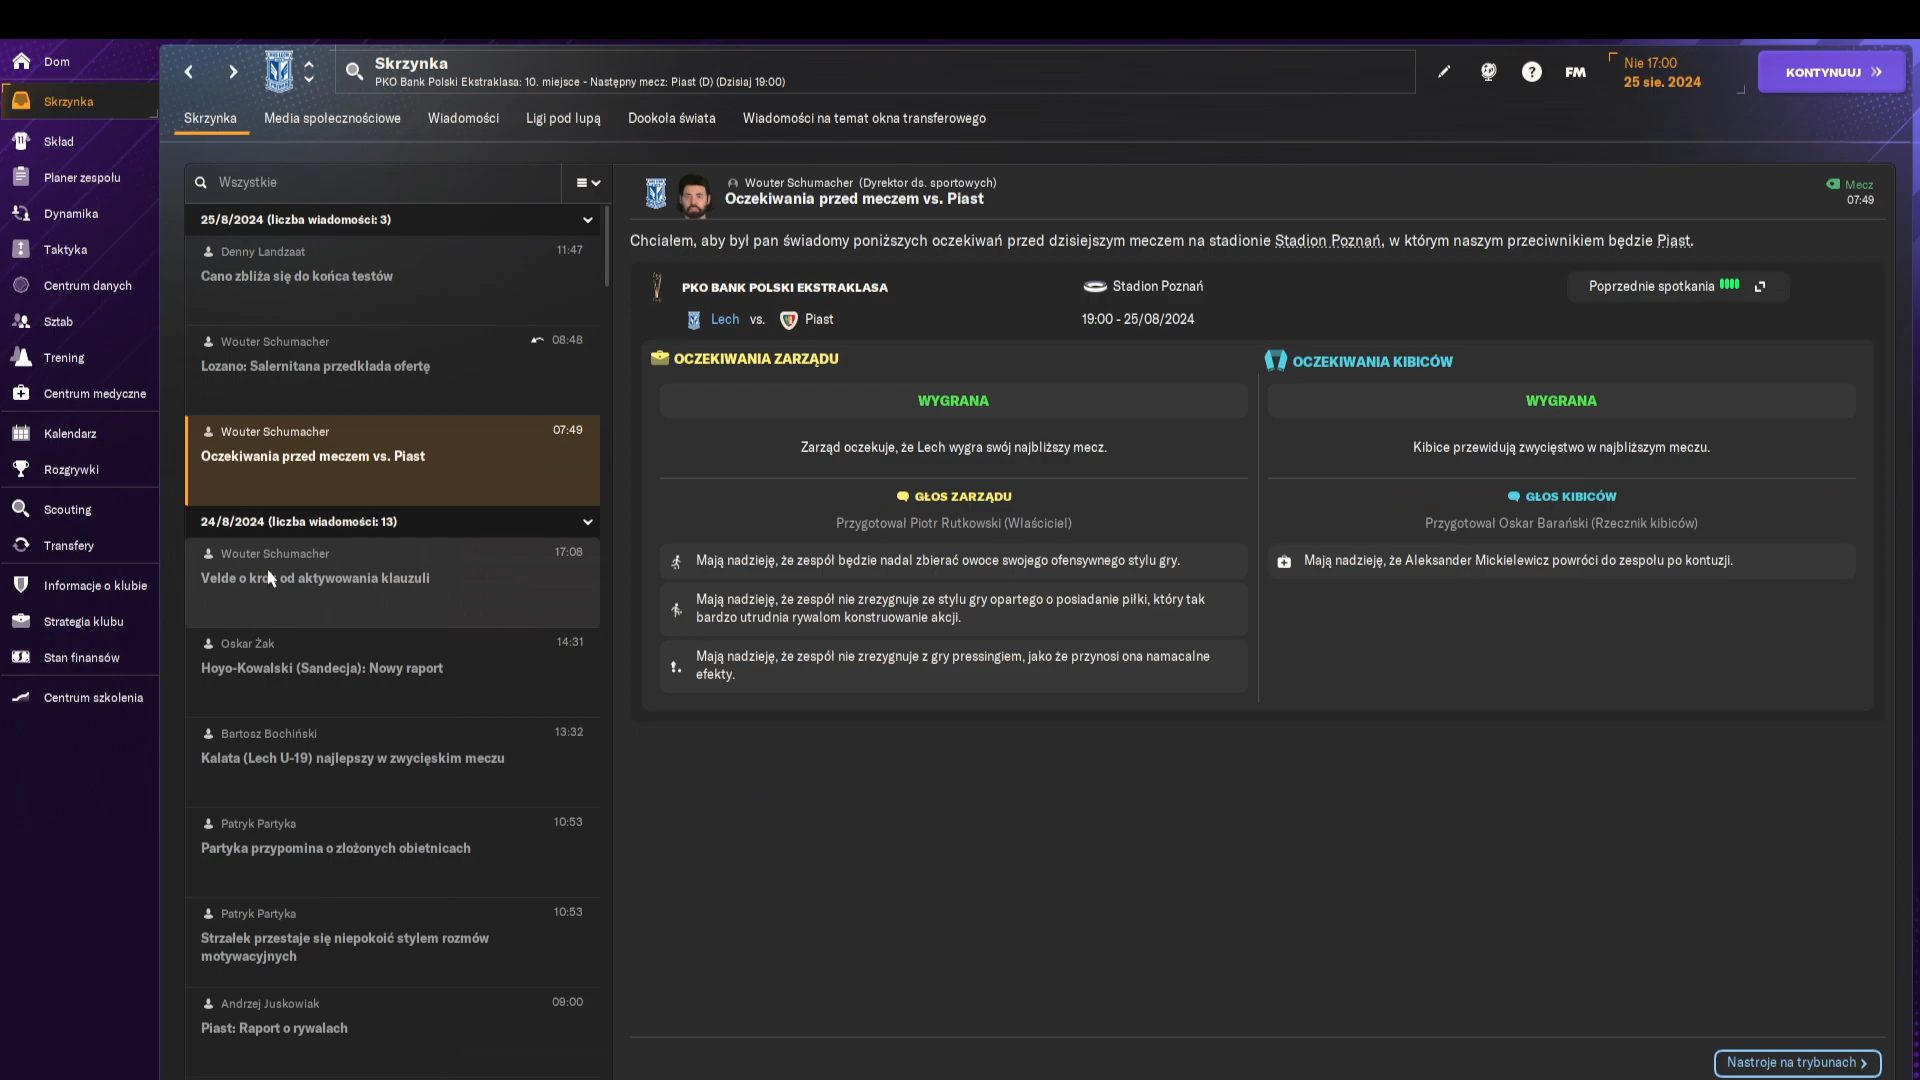 Dom
Skrzynka
Skład
Planer zespołu
Dynamika
Taktyka
Centrum danych
Sztab
Trening
Centrum medyczne
Kalendarz
Rozgrywki
Scouting
Transfery
Informacje o klubie
Strategia klubu
Stan finansów
Centrum szkolenia
Skrzynka
PKO Bank Polski Ekstraklasa: 10. miejsce - Następny mecz: Piast (D) (Dzisiaj 19:00)
?
FM
Nie 17:00
25 sie. 2024
KONTYNUUJ
Skrzynka Media społecznościowe Wiadomości Ligi pod lupą Dookoła świata Wiadomości na temat okna transferowego
Wszystkie
25/8/2024 (liczba wiadomości: 3)
Denny Landzaat 11:47
Cano zbliża się do końca testów
Wouter Schumacher 08:48
Lozano: Salernitana przedkłada ofertę
Wouter Schumacher 07:49
Oczekiwania przed meczem vs. Piast
24/8/2024 (liczba wiadomości: 13)
Wouter Schumacher 17:08
Velde o krok od aktywowania klauzuli
Oskar Żak 14:31
Hoyo-Kowalski (Sandecja): Nowy raport
Bartosz Bochiński 13:32
Kalata (Lech U-19) najlepszy w zwycięskim meczu
Patryk Partyka 10:53
Partyka przypomina o złożonych obietnicach
Patryk Partyka 10:53
Strzałek przestaje się niepokoić stylem rozmów
motywacyjnych
Andrzej Juskowiak 09:00
Piast: Raport o rywalach
Wouter Schumacher (Dyrektor ds. sportowych)
Oczekiwania przed meczem vs. Piast
Mecz
07:49
Chciałem, aby był pan świadomy poniższych oczekiwań przed dzisiejszym meczem na stadionie Stadion Poznań, w którym naszym przeciwnikiem będzie Piast.
PKO BANK POLSKI EKSTRAKLASA
Stadion Poznań
Poprzednie spotkania
Lech vs. Piast
19:00 - 25/08/2024
OCZEKIWANIA ZARZĄDU
WYGRANA
Zarząd oczekuje, że Lech wygra swój najbliższy mecz.
GŁOS ZARZĄDU
Przygotował Piotr Rutkowski (Właściciel)
Mają nadzieję, że zespół będzie nadal zbierać owoce swojego ofensywnego stylu gry.
Mają nadzieję, że zespół nie zrezygnuje ze stylu gry opartego o posiadanie piłki, który tak
bardzo utrudnia rywalom konstruowanie akcji.
Mają nadzieję, że zespół nie zrezygnuje z gry pressingiem, jako że przynosi ona namacalne
efekty.
OCZEKIWANIA KIBICÓW
WYGRANA
Kibice przewidują zwycięstwo w najbliższym meczu.
GŁOS KIBICÓW
Przygotował Oskar Barański (Rzecznik kibiców)
Mają nadzieję, że Aleksander Mickielewicz powróci do zespołu po kontuzji.
Nastroje na trybunach